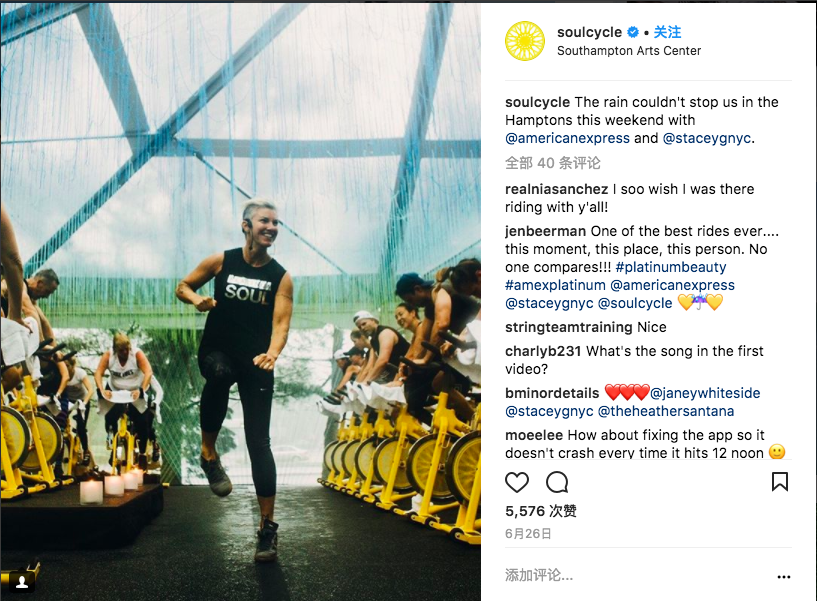 SOUL
soulcycle • 关注
Southampton Arts Center
soulcycle The rain couldn't stop us in the
Hamptons this weekend with
@americanexpress and @staceygnyc.
全部 40 条评论
realniasanchez I soo wish I was there
riding with y'all!
jenbeerman One of the best rides ever....
this moment, this place, this person. No
one compares!!! #platinumbeauty
#amexplatinum @americanexpress
@staceygnyc @soulcycle 💛☔💛
stringteamtraining Nice
charlyb231 What's the song in the first
video?
bminordetails ❤️❤️❤️@janeywhiteside
@staceygnyc @theheathersantana
moeelee How about fixing the app so it
doesn't crash every time it hits 12 noon 🙂
5,576 次赞
6月26日
添加评论...